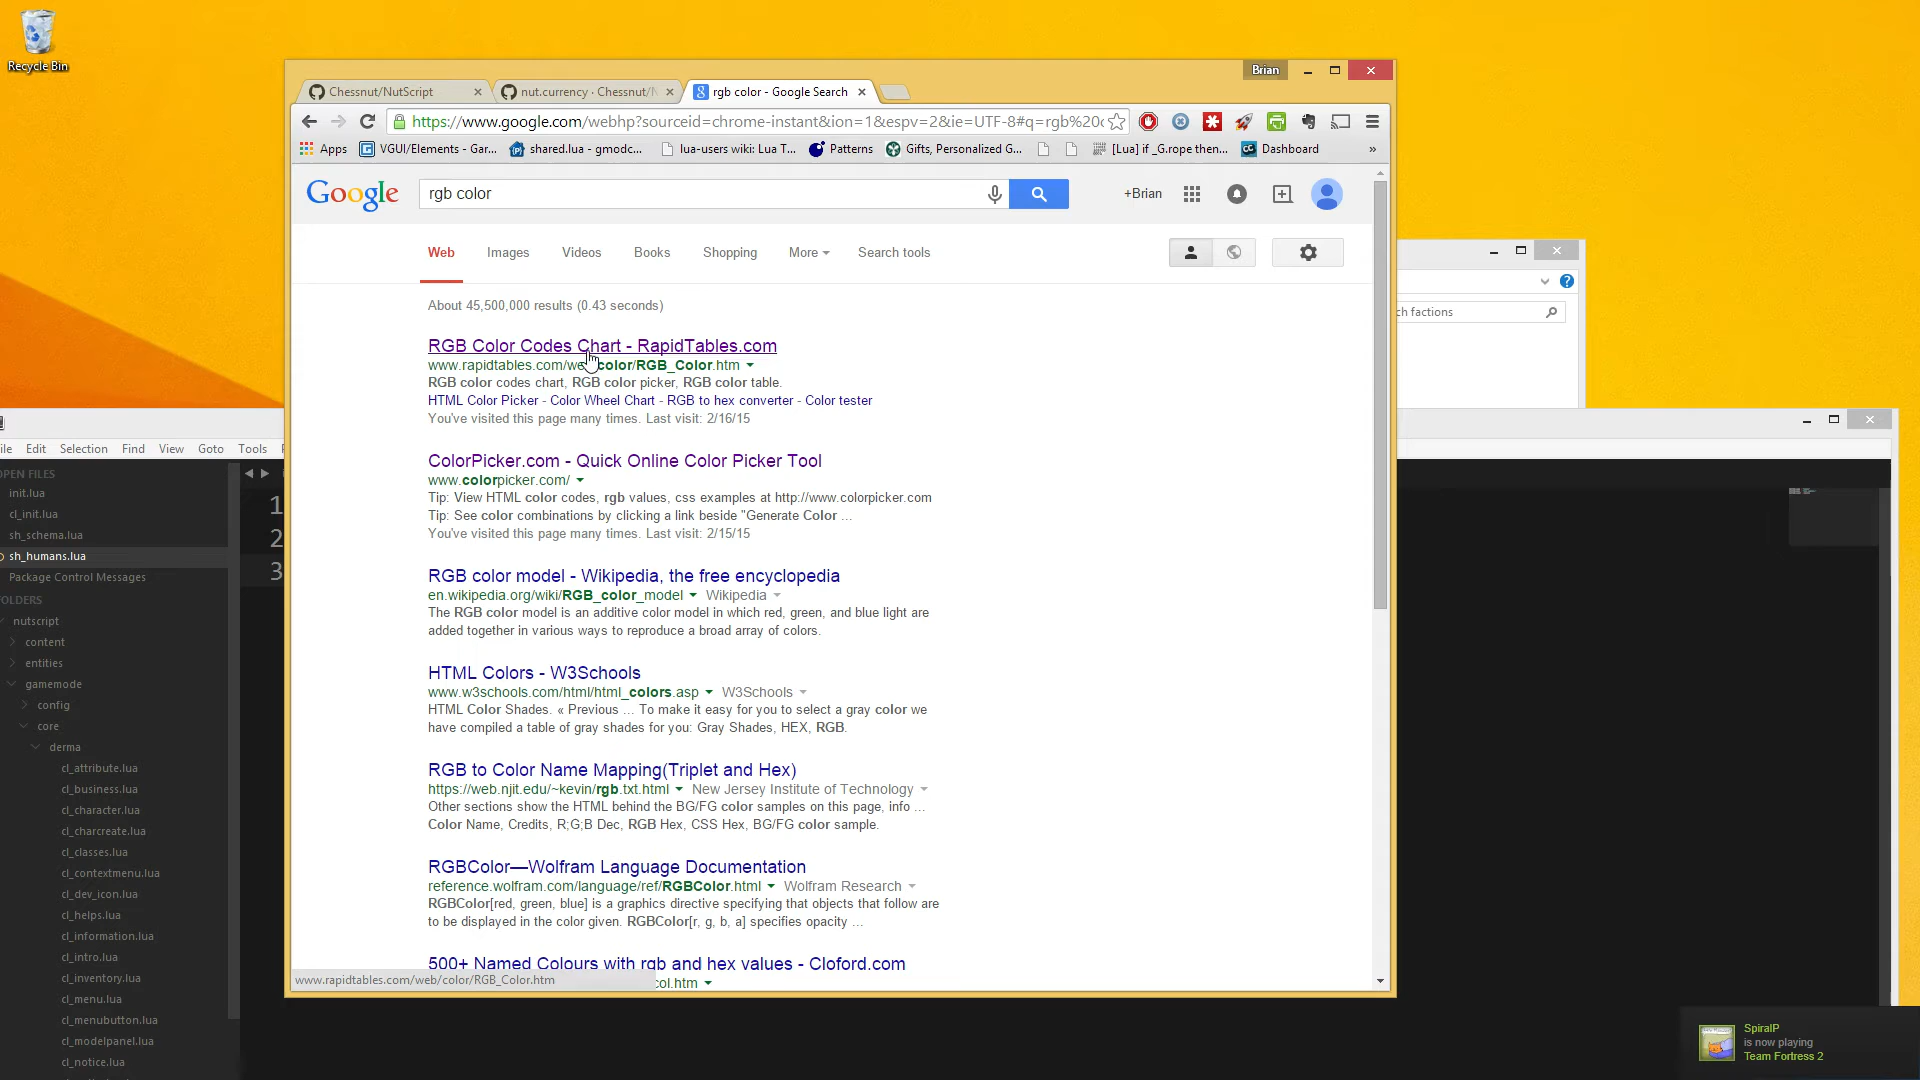 Recycle Bin
Brian
Chessnut/NutScript
nut.currency · Chessnut/N
rgb color - Google Search
https://www.google.com/webhp?sourceid=chrome-instant&ion=1&espv=2&ie=UTF-8#q=rgb%20c
Apps
VGUI/Elements - Gar...
shared.lua - gmodc...
lua-users wiki: Lua T...
Patterns
Gifts, Personalized G...
[Lua] if _G.rope then...
Dashboard
»
Google
rgb color
+Brian
Web
Images
Videos
Books
Shopping
More
Search tools
About 45,500,000 results (0.43 seconds)
RGB Color Codes Chart - RapidTables.com
www.rapidtables.com/we color/RGB_Color.htm
RGB color codes chart, RGB color picker, RGB color table.
HTML Color Picker - Color Wheel Chart - RGB to hex converter - Color tester
You've visited this page many times. Last visit: 2/16/15
ColorPicker.com - Quick Online Color Picker Tool
www.colorpicker.com/
Tip: View HTML color codes, rgb values, css examples at http://www.colorpicker.com
Tip: See color combinations by clicking a link beside "Generate Color ...
You've visited this page many times. Last visit: 2/15/15
RGB color model - Wikipedia, the free encyclopedia
en.wikipedia.org/wiki/RGB_color_model
Wikipedia
The RGB color model is an additive color model in which red, green, and blue light are
added together in various ways to reproduce a broad array of colors.
HTML Colors - W3Schools
www.w3schools.com/html/html_colors.asp
W3Schools
HTML Color Shades. « Previous ... To make it easy for you to select a gray color we
have compiled a table of gray shades for you: Gray Shades, HEX, RGB.
RGB to Color Name Mapping(Triplet and Hex)
https://web.njit.edu/~kevin/rgb.txt.html
New Jersey Institute of Technology
Other sections show the HTML behind the BG/FG color samples on this page, info ...
Color Name, Credits, R;G;B Dec, RGB Hex, CSS Hex, BG/FG color sample.
RGBColor—Wolfram Language Documentation
reference.wolfram.com/language/ref/RGBColor.html
Wolfram Research
RGBColor[red, green, blue] is a graphics directive specifying that objects that follow are
to be displayed in the color given. RGBColor[r, g, b, a] specifies opacity ...
500+ Named Colours with rgb and hex values - Cloford.com
col.htm
www.rapidtables.com/web/color/RGB_Color.htm
ch factions
ile Edit Selection Find View Goto Tools
OPEN FILES
init.lua
cl_init.lua
sh_schema.lua
sh_humans.lua
Package Control Messages
OLDERS
nutscript
content
entities
gamemode
config
core
derma
cl_attribute.lua
cl_business.lua
cl_character.lua
cl_charcreate.lua
cl_classes.lua
cl_contextmenu.lua
cl_dev_icon.lua
cl_helps.lua
cl_information.lua
cl_intro.lua
cl_inventory.lua
cl_menu.lua
cl_menubutton.lua
cl_modelpanel.lua
cl_notice.lua
1
2
3
SpiralP
is now playing
Team Fortress 2